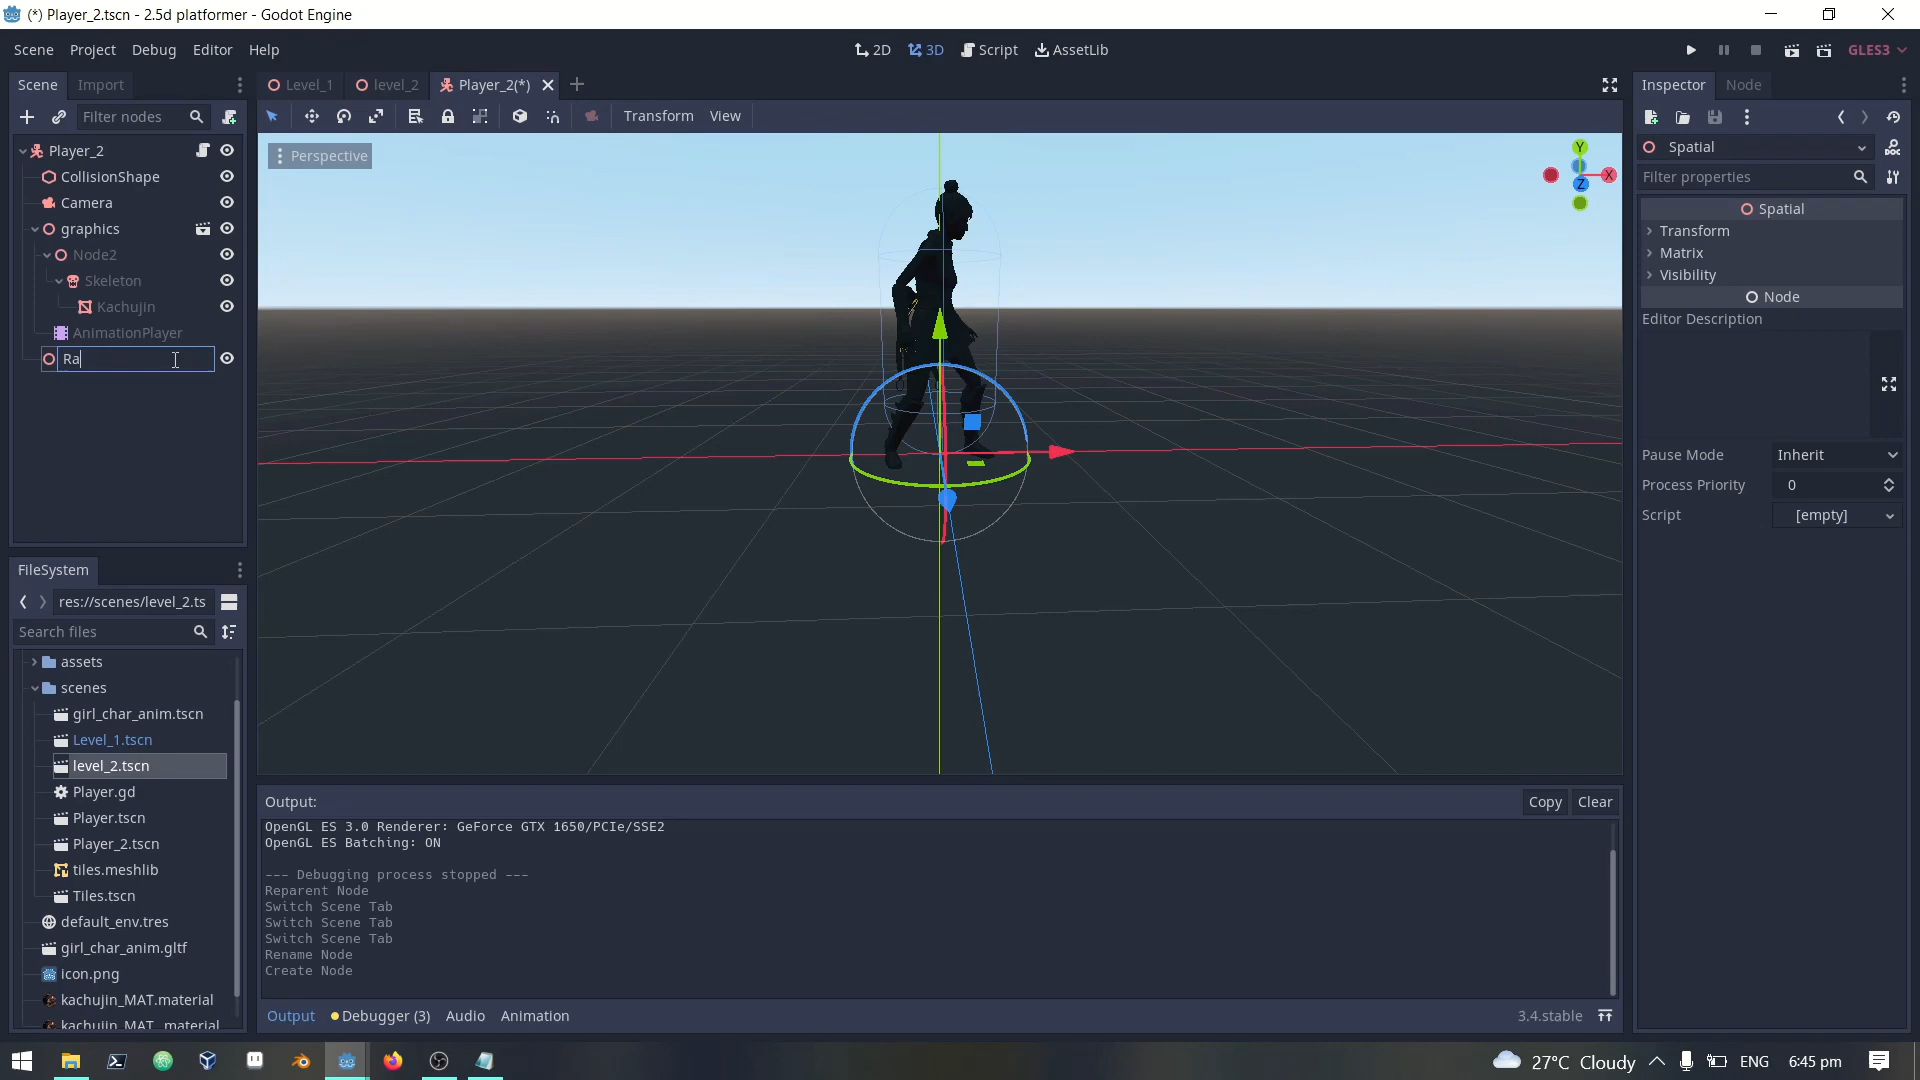 (*) Player_2.tscn - 2.5d platformer - Godot Engine
Scene Project Debug Editor Help
2D 3D Script AssetLib
GLES3
Scene Import
Level_1 level_2 Player_2(*)
Inspector Node
Filter nodes
Transform View
Player_2
CollisionShape
Camera
graphics
Node2
Skeleton
Kachujin
AnimationPlayer
Ra
Perspective
Y
X
Z
Spatial
Filter properties
Spatial
Transform
Matrix
Visibility
Node
Editor Description
Pause Mode Inherit
Process Priority 0
Script [empty]
FileSystem
res://scenes/level_2.ts
Search files
assets
scenes
girl_char_anim.tscn
Level_1.tscn
level_2.tscn
Player.gd
Player.tscn
Player_2.tscn
tiles.meshlib
Tiles.tscn
default_env.tres
girl_char_anim.gltf
icon.png
kachujin_MAT.material
kachujin_MAT_.material
Output:
Copy Clear
OpenGL ES 3.0 Renderer: GeForce GTX 1650/PCIe/SSE2
OpenGL ES Batching: ON
--- Debugging process stopped ---
Reparent Node
Switch Scene Tab
Switch Scene Tab
Switch Scene Tab
Rename Node
Create Node
Output Debugger (3) Audio Animation
3.4.stable
27°C Cloudy ENG 6:45 pm